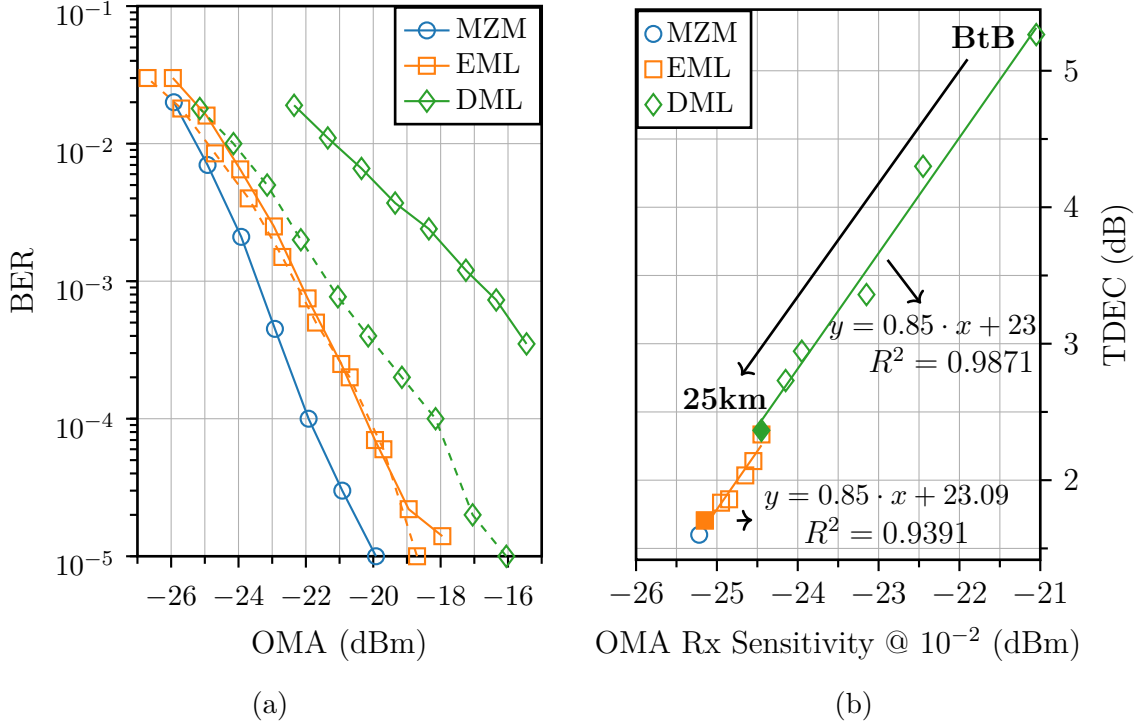 10⁻¹
10⁻²
10⁻³
10⁻⁴
10⁻⁵
BER
−26 −24 −22 −20 −18 −16
OMA (dBm)
MZM
EML
DML
(a)
MZM
EML
DML
BtB
25km
y = 0.85 · x + 23
R² = 0.9871
y = 0.85 · x + 23.09
R² = 0.9391
5
4
3
2
TDEC (dB)
−26 −25 −24 −23 −22 −21
OMA Rx Sensitivity @ 10⁻² (dBm)
(b)